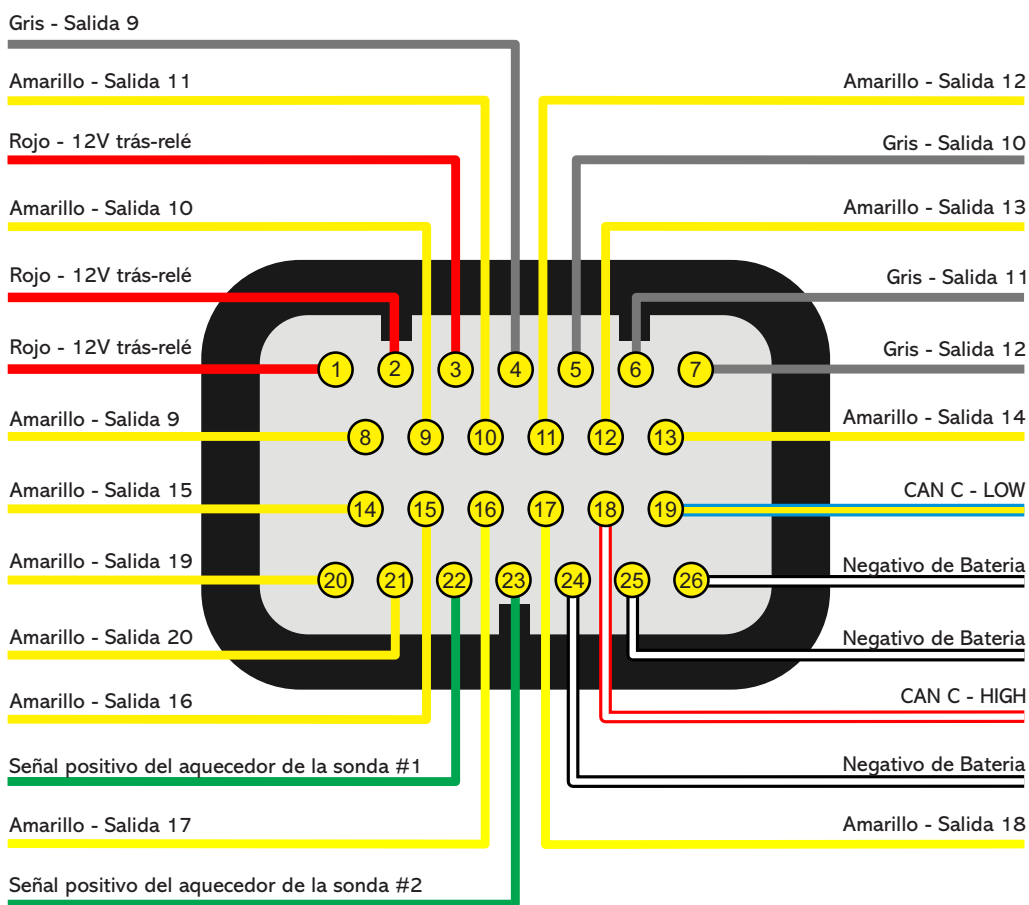 Gris - Salida 9
Amarillo - Salida 11
Amarillo - Salida 12
Rojo - 12V trás-relé
Gris - Salida 10
Amarillo - Salida 10
Amarillo - Salida 13
Rojo - 12V trás-relé
Gris - Salida 11
Rojo - 12V trás-relé
Gris - Salida 12
1 2 3 4 5 6 7
Amarillo - Salida 9
Amarillo - Salida 14
8 9 10 11 12 13
Amarillo - Salida 15
CAN C - LOW
14 15 16 17 18 19
Amarillo - Salida 19
Negativo de Bateria
20 21 22 23 24 25 26
Amarillo - Salida 20
Negativo de Bateria
Amarillo - Salida 16
CAN C - HIGH
Señal positivo del aquecedor de la sonda #1
Negativo de Bateria
Amarillo - Salida 17
Amarillo - Salida 18
Señal positivo del aquecedor de la sonda #2